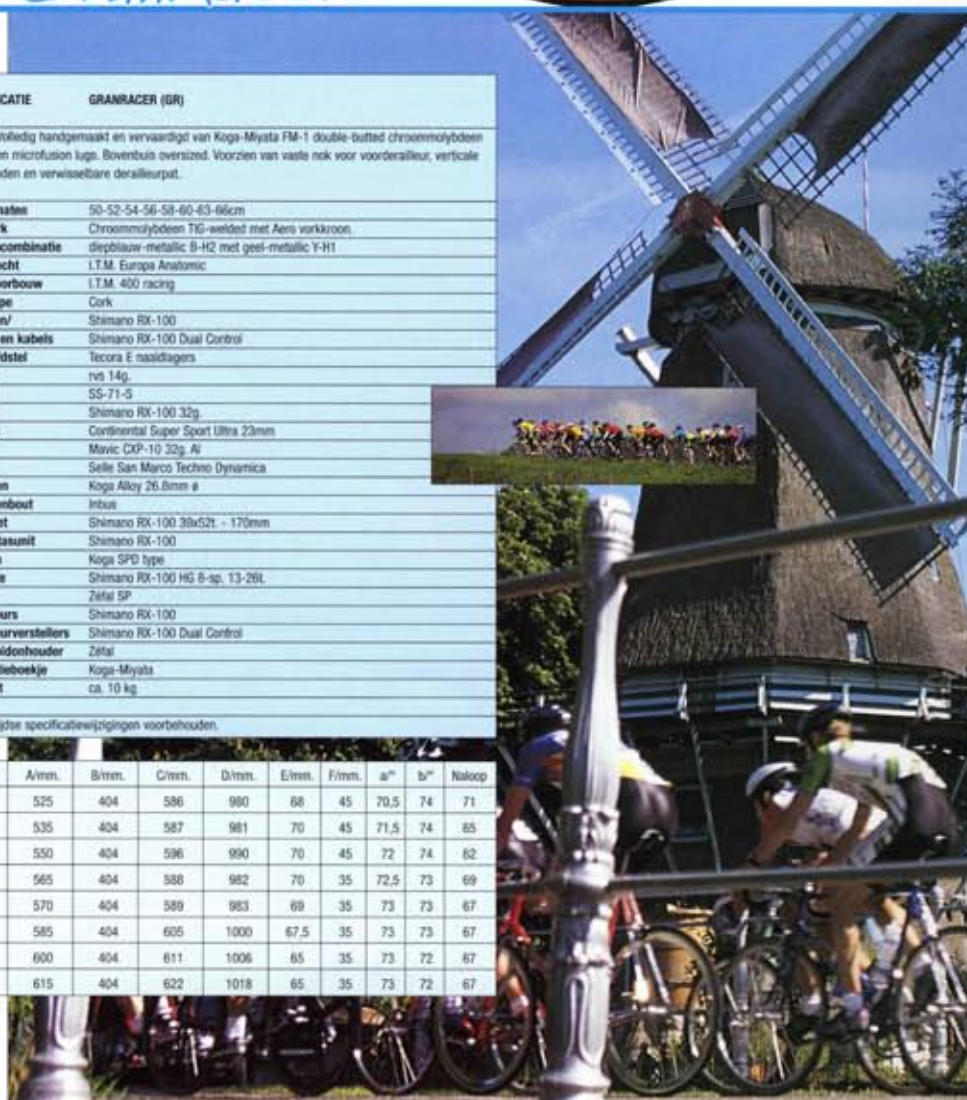 CATIE GRANRACER (GR)
Volledig handgemaakt en vervaardigd van Koga-Miyata FM-1 double-butted chroommolybdeen
en microfusion lugs. Bovenbuis oversized. Voorzien van vaste nok voor voorderailleur, verticale
den en verwisselbare derailleurpat.
maten 50-52-54-56-58-60-63-66cm
rk Chroommolybdeen TIG-welded met Aero vorkkroon.
combinatie diepblauw-metallic B-H2 met geel-metallic Y-H1
ocht I.T.M. Europa Anatomic
orbouw I.T.M. 400 racing
pe Cork
en/ Shimano RX-100
en kabels Shimano RX-100 Dual Control
fdstel Tecora E naaldlagers
rvs 14g.
SS-71-S
Shimano RX-100 32g.
Continental Super Sport Ultra 23mm
Mavic CXP-10 32g. Al
Selle San Marco Techno Dynamica
en Koga Alloy 26.8mm ø
enbout Inbus
et Shimano RX-100 39x52t. - 170mm
tasunit Shimano RX-100
Koga SPD type
e Shimano RX-100 HG 8-sp. 13-26t.
Zéfal SP
urs Shimano RX-100
urverstellers Shimano RX-100 Dual Control
idonhouder Zéfal
tieboekje Koga-Miyata
t ca. 10 kg
ijdse specificatiewijzigingen voorbehouden.
A/mm. B/mm. C/mm. D/mm. E/mm. F/mm. a/° b/° Naloop
525 404 586 980 68 45 70,5 74 71
535 404 587 981 70 45 71,5 74 65
550 404 596 990 70 45 72 74 62
565 404 588 982 70 35 72,5 73 69
570 404 589 983 69 35 73 73 67
585 404 605 1000 67,5 35 73 73 67
600 404 611 1006 65 35 73 72 67
615 404 622 1018 65 35 73 72 67